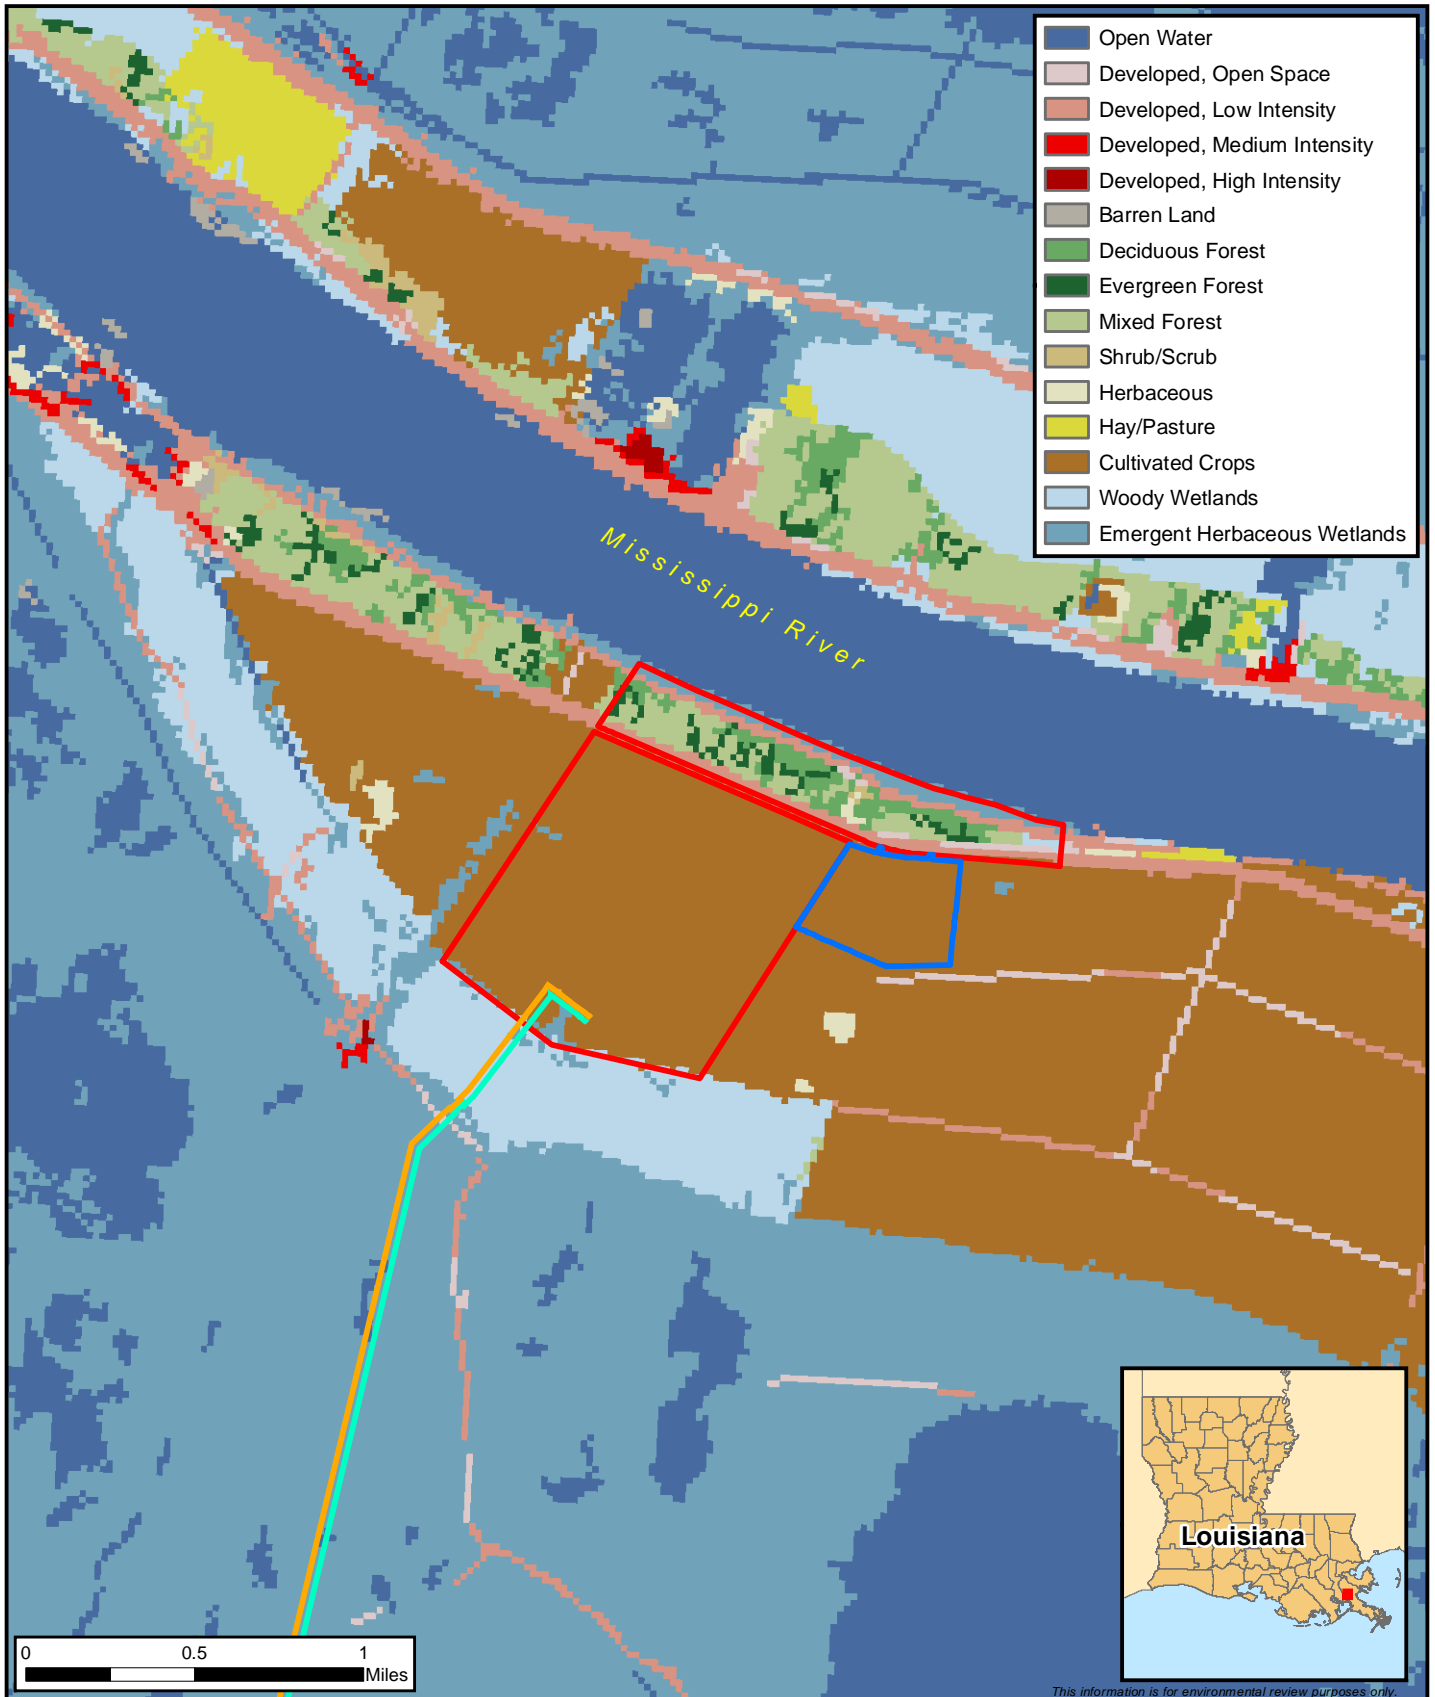 Open Water
Developed, Open Space
Developed, Low Intensity
Developed, Medium Intensity
Developed, High Intensity
Barren Land
Deciduous Forest
Evergreen Forest
Mixed Forest
Shrub/Scrub
Herbaceous
Hay/Pasture
Cultivated Crops
Woody Wetlands
Emergent Herbaceous Wetlands
Mississippi River
Louisiana
0 0.5 1
Miles
This information is for environmental review purposes only.